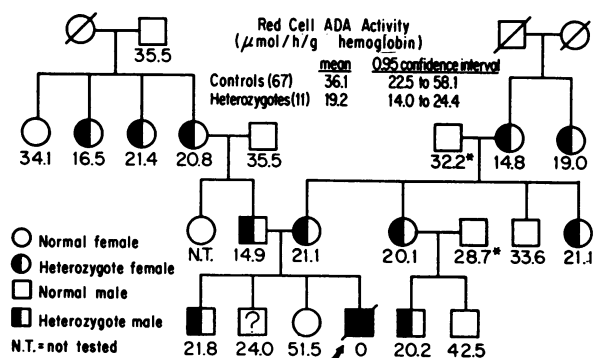 Red Cell ADA Activity
(μmol/h/g hemoglobin)
mean 0.95 confidence interval
Controls (67) 36.1 22.5 to 58.1
Heterozygotes (11) 19.2 14.0 to 24.4
35.5
34.1 16.5 21.4 20.8 35.5 32.2* 14.8 19.0
N.T. 14.9 21.1 20.1 28.7* 33.6 21.1
Normal female
Heterozygote female
Normal male
Heterozygote male
N.T. = not tested
?
21.8 24.0 51.5 0 20.2 42.5